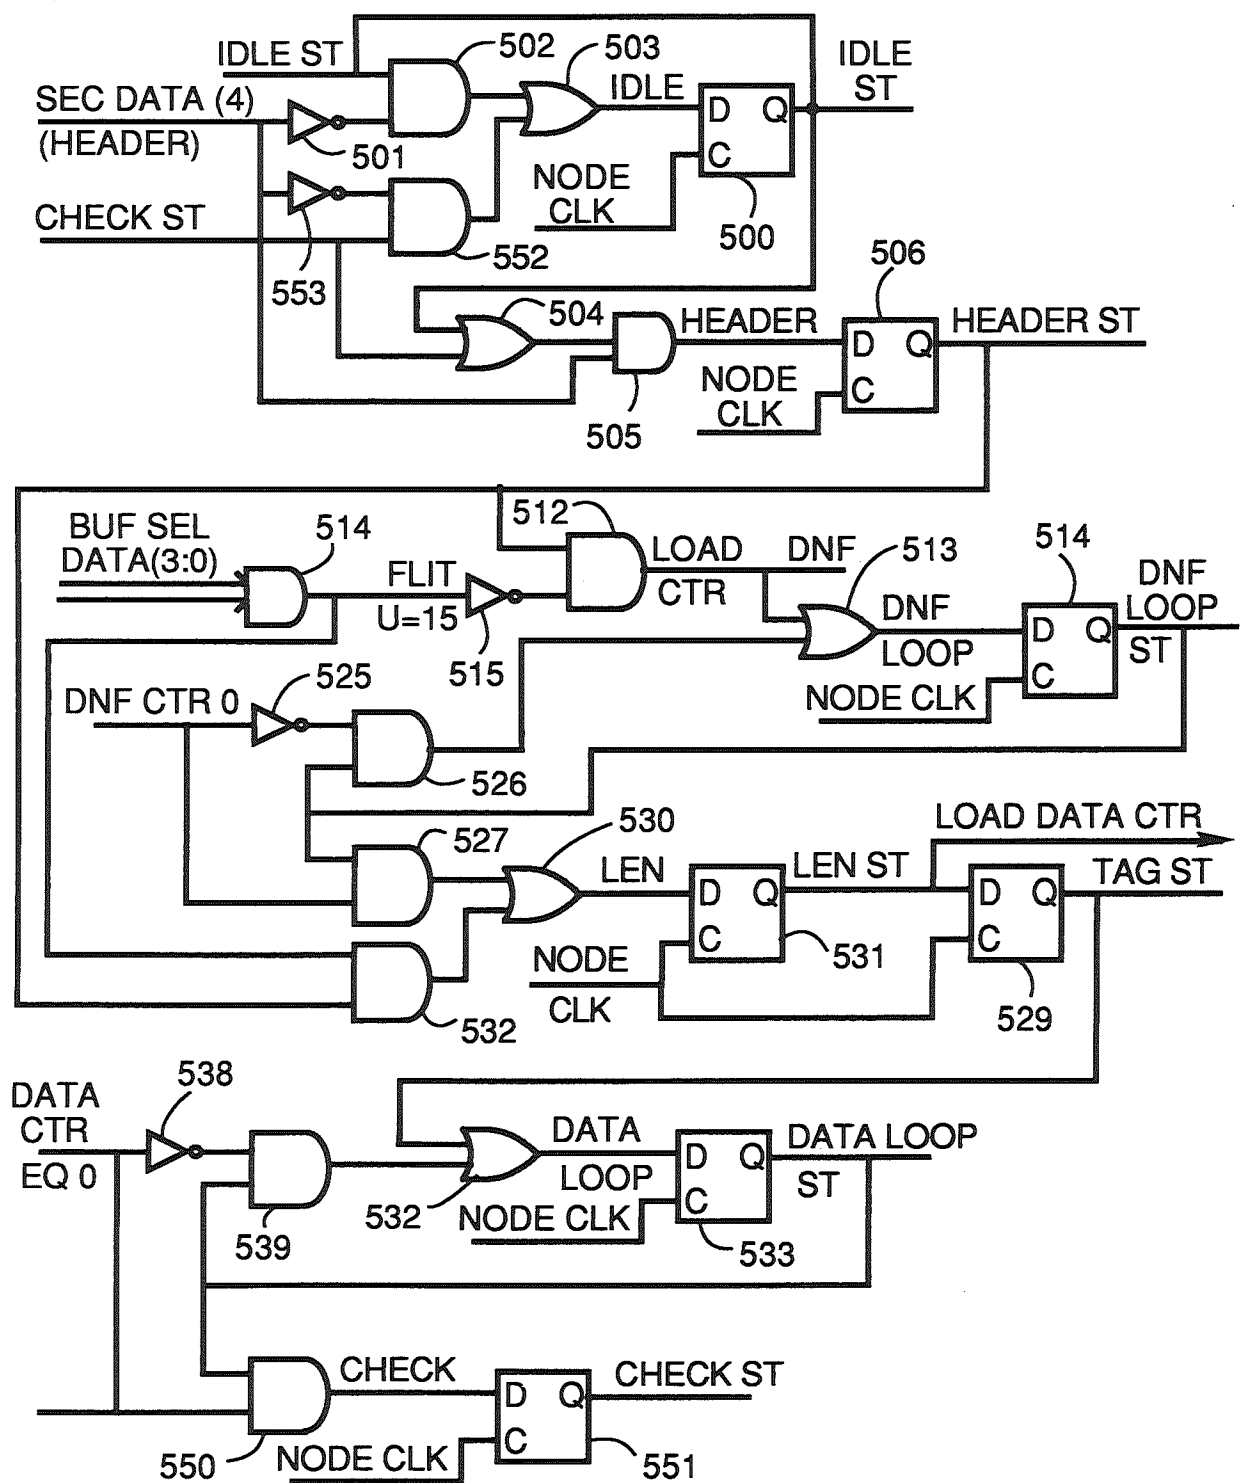 IDLE ST
502
503
IDLE
IDLE
ST
SEC DATA (4)
(HEADER)
501
D
Q
C
NODE
CLK
500
CHECK ST
553
552
506
504
HEADER
HEADER ST
D
Q
C
NODE
CLK
505
512
BUF SEL
DATA(3:0)
514
FLIT
U=15
515
LOAD
CTR
DNF
513
514
DNF
LOOP
DNF
LOOP
ST
D
Q
C
NODE CLK
DNF CTR 0
525
526
527
530
LEN
LEN ST
LOAD DATA CTR
TAG ST
D
Q
C
D
Q
C
531
529
NODE
CLK
532
DATA
CTR
EQ 0
538
539
532
DATA
LOOP
DATA LOOP
ST
D
Q
C
NODE CLK
533
CHECK
CHECK ST
D
Q
C
550
NODE CLK
551